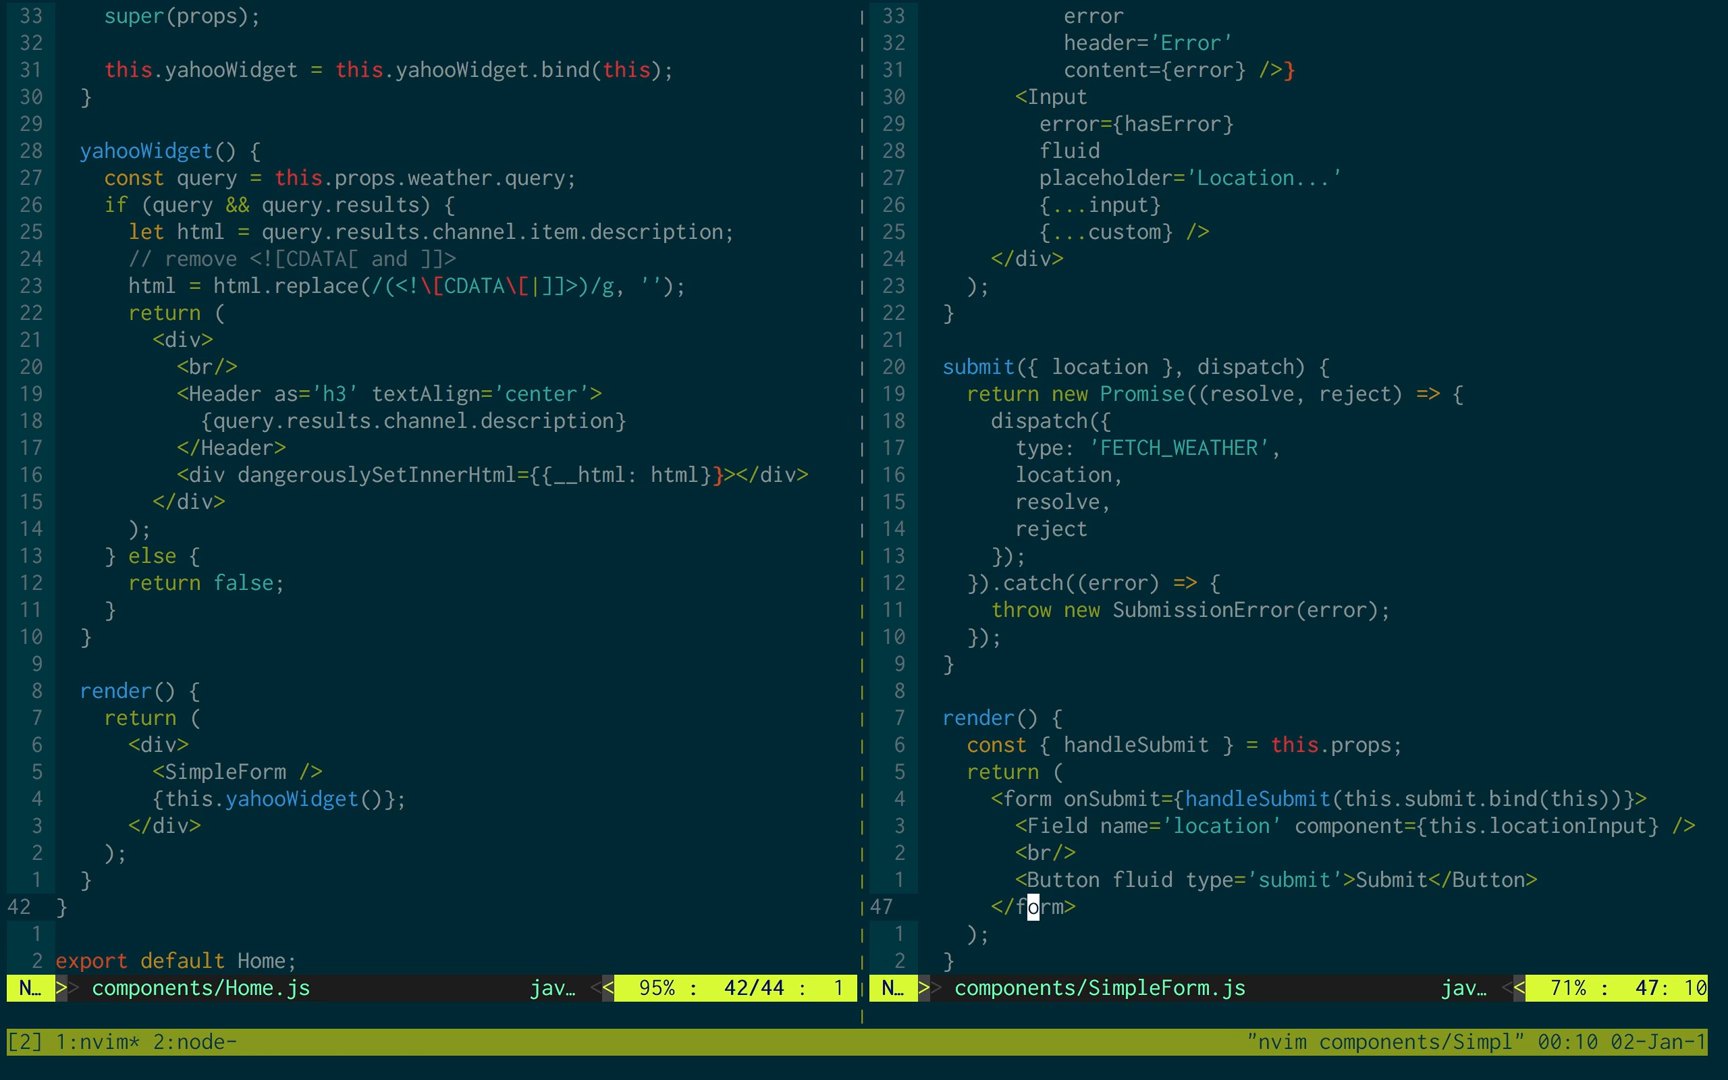 33    super(props);
32
31    this.yahooWidget = this.yahooWidget.bind(this);
30  }
29
28  yahooWidget() {
27    const query = this.props.weather.query;
26    if (query && query.results) {
25      let html = query.results.channel.item.description;
24      // remove <![CDATA[ and ]]>
23      html = html.replace(/(<!\[CDATA\[|]]>)/g, '');
22      return (
21        <div>
20          <br/>
19          <Header as='h3' textAlign='center'>
18            {query.results.channel.description}
17          </Header>
16          <div dangerouslySetInnerHtml={{__html: html}}></div>
15        </div>
14      );
13    } else {
12      return false;
11    }
10  }
9
8  render() {
7    return (
6      <div>
5        <SimpleForm />
4        {this.yahooWidget()};
3      </div>
2    );
1  }
42 }
1
2 export default Home;
N… >> components/Home.js jav… << 95% : 42/44 : 1
33            error
32            header='Error'
31            content={error} />}
30        <Input
29          error={hasError}
28          fluid
27          placeholder='Location...'
26          {...input}
25          {...custom} />
24      </div>
23    );
22  }
21
20  submit({ location }, dispatch) {
19    return new Promise((resolve, reject) => {
18      dispatch({
17        type: 'FETCH_WEATHER',
16        location,
15        resolve,
14        reject
13      });
12    }).catch((error) => {
11      throw new SubmissionError(error);
10    });
9  }
8
7  render() {
6    const { handleSubmit } = this.props;
5    return (
4      <form onSubmit={handleSubmit(this.submit.bind(this))}>
3        <Field name='location' component={this.locationInput} />
2        <br/>
1        <Button fluid type='submit'>Submit</Button>
47      </form>
1    );
2  }
N… >> components/SimpleForm.js jav… << 71% : 47: 10
[2] 1:nvim* 2:node- "nvim components/Simpl" 00:10 02-Jan-1